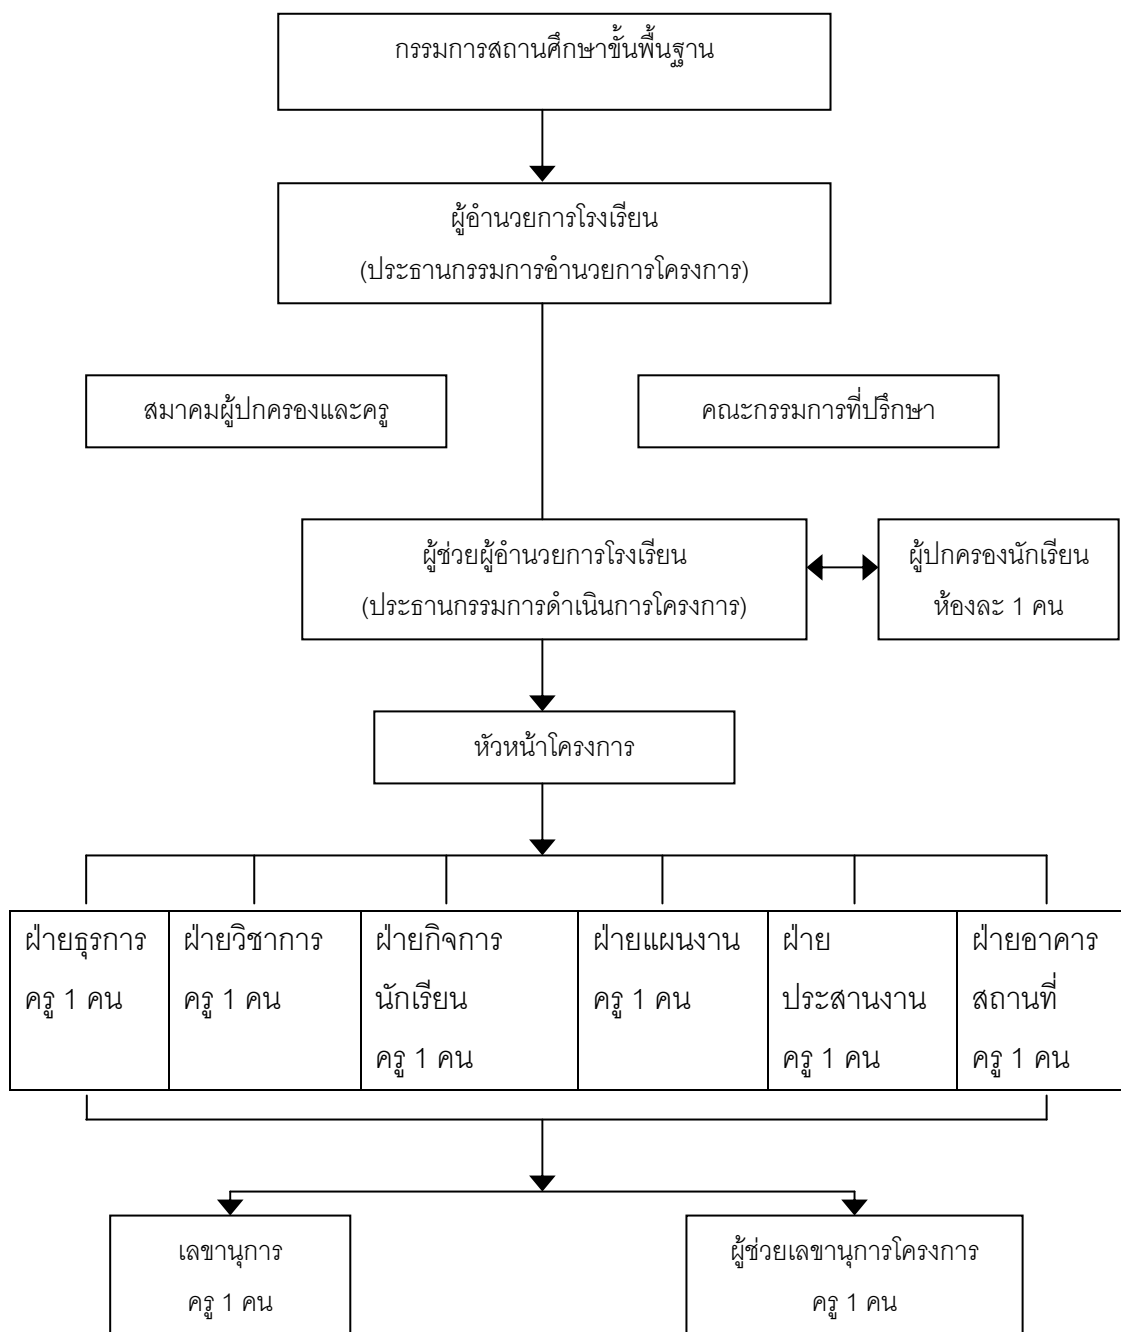 กรรมการสถานศึกษาขั้นพื้นฐาน
ผู้อำนวยการโรงเรียน
(ประธานกรรมการอำนวยการโครงการ)
สมาคมผู้ปกครองและครู
คณะกรรมการที่ปรึกษา
ผู้ช่วยผู้อำนวยการโรงเรียน
(ประธานกรรมการดำเนินการโครงการ)
ผู้ปกครองนักเรียน
ห้องละ 1 คน
หัวหน้าโครงการ
ฝ่ายธุรการ
ครู 1 คน
ฝ่ายวิชาการ
ครู 1 คน
ฝ่ายกิจการ
นักเรียน
ครู 1 คน
ฝ่ายแผนงาน
ครู 1 คน
ฝ่าย
ประสานงาน
ครู 1 คน
ฝ่ายอาคาร
สถานที่
ครู 1 คน
เลขานุการ
ครู 1 คน
ผู้ช่วยเลขานุการโครงการ
ครู 1 คน